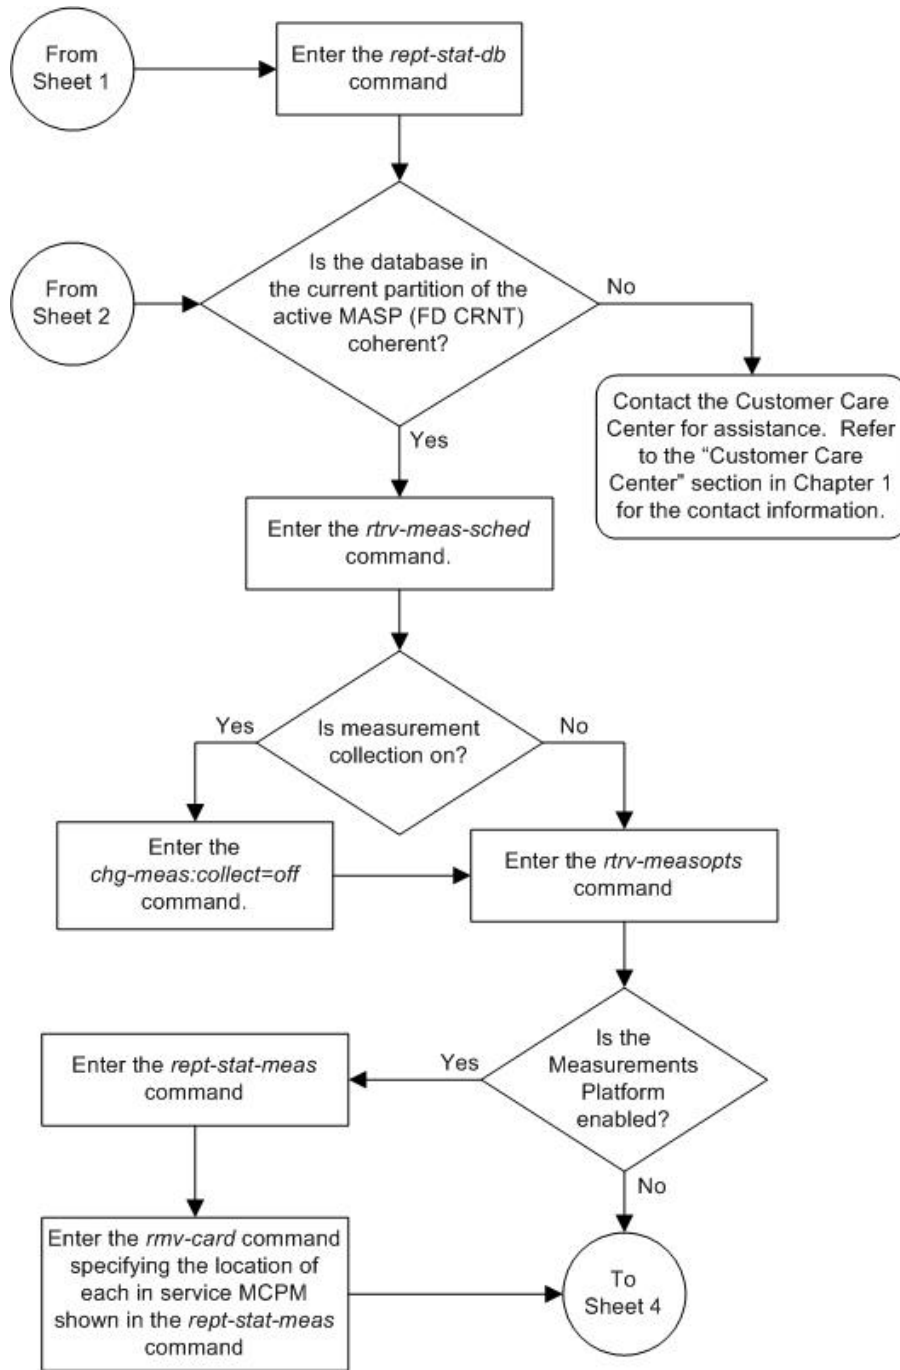 From
Sheet 1
Enter the rept-stat-db
command
From
Sheet 2
Is the database in
the current partition of the
active MASP (FD CRNT)
coherent?
No
Contact the Customer Care
Center for assistance. Refer
to the “Customer Care
Center” section in Chapter 1
for the contact information.
Yes
Enter the rtrv-meas-sched
command.
Yes
Is measurement
collection on?
No
Enter the
chg-meas:collect=off
command.
Enter the rtrv-measopts
command
Is the
Measurements
Platform
enabled?
Yes
Enter the rept-stat-meas
command
No
Enter the rmv-card command
specifying the location of
each in service MCPM
shown in the rept-stat-meas
command
To
Sheet 4